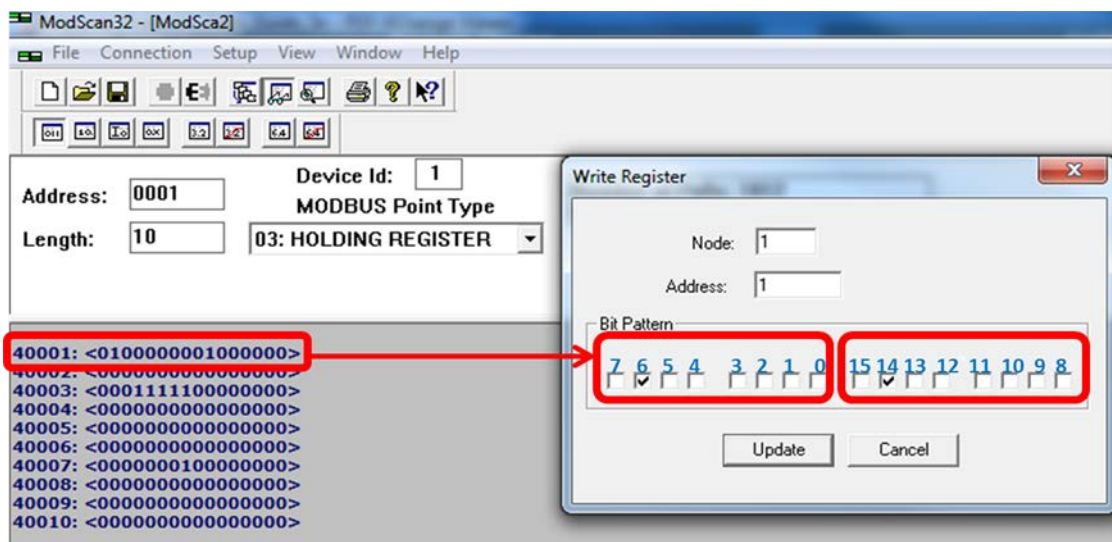 ModScan32 - [ModSca2]
File Connection Setup View Window Help
Address: 0001
Device Id: 1
MODBUS Point Type
Length: 10
03: HOLDING REGISTER
Write Register
Node: 1
Address: 1
Bit Pattern
7 6 5 4 3 2 1 0 15 14 13 12 11 10 9 8
Update Cancel
40001: <0100000001000000>
40002: <0000000000000000>
40003: <0001111100000000>
40004: <0000000000000000>
40005: <0000000000000000>
40006: <0000000000000000>
40007: <0000000100000000>
40008: <0000000000000000>
40009: <0000000000000000>
40010: <0000000000000000>